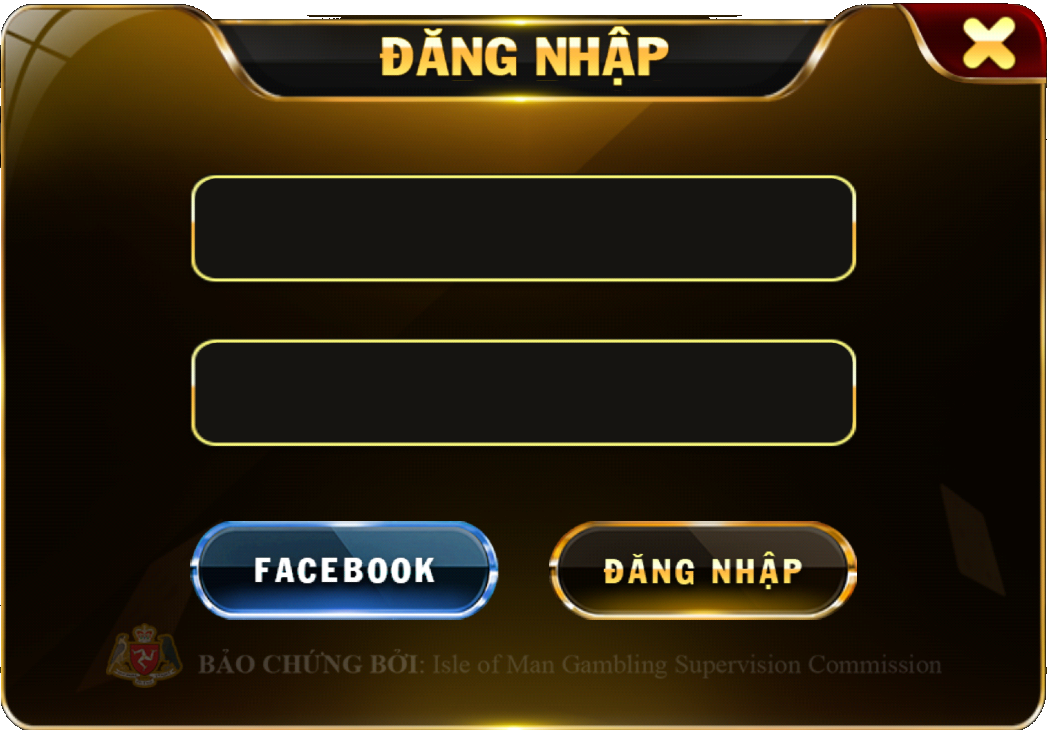 ĐĂNG NHẬP
FACEBOOK
ĐĂNG NHẬP
BẢO CHỨNG BỞI: Isle of Man Gambling Supervision Commission